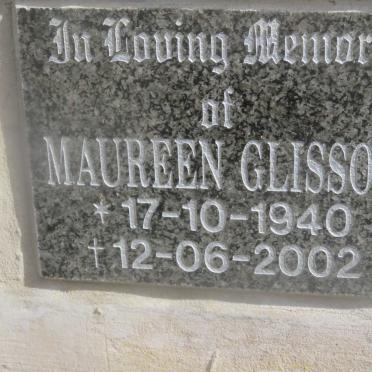 In Loving Memor
of
MAUREEN GLISSO
* 17-10-1940
† 12-06-2002